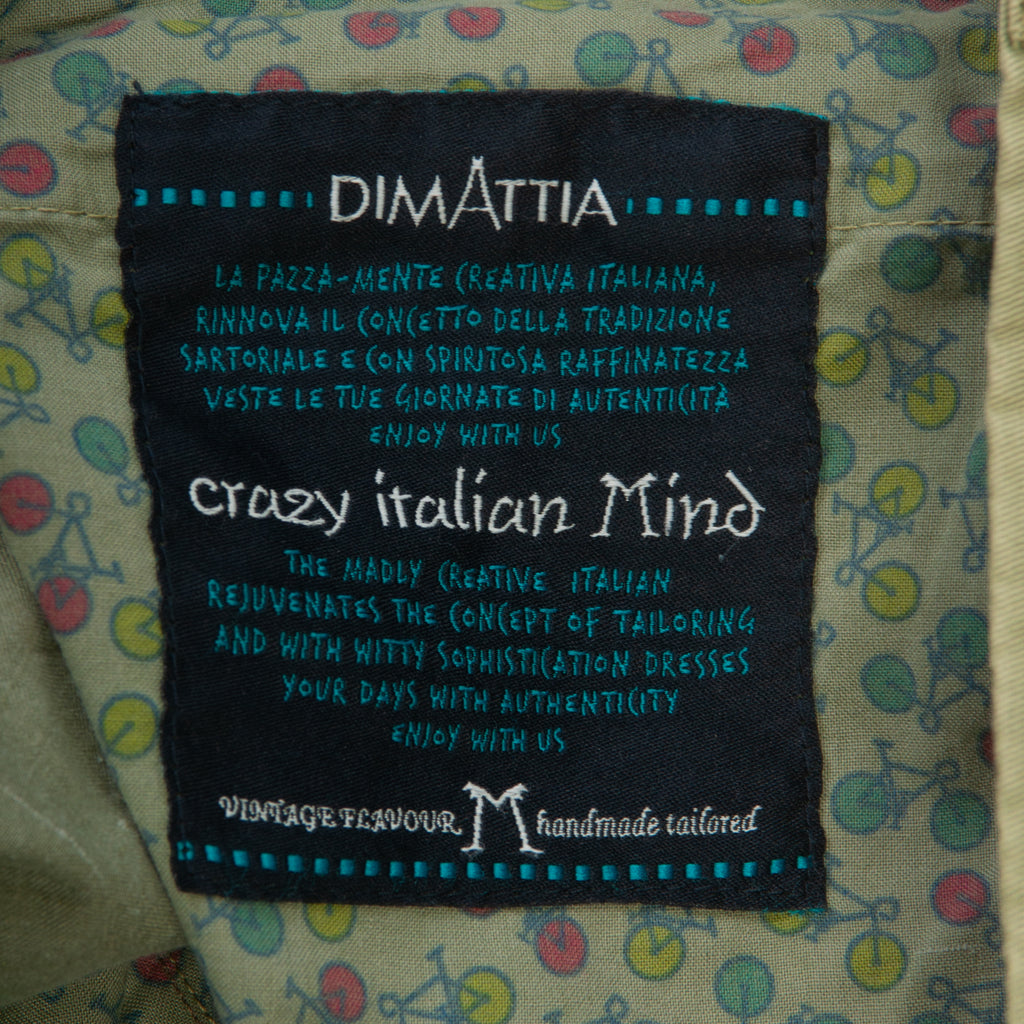 DIMATTIA
LA PAZZA-MENTE CREATIVA ITALIANA,
RINNOVA IL CONCETTO DELLA TRADIZIONE
SARTORIALE E CON SPIRITOSA RAFFINATEZZA
VESTE LE TUE GIORNATE DI AUTENTICITÀ
ENJOY WITH US
crazy italian Mind
THE MADLY CREATIVE ITALIAN
REJUVENATES THE CONCEPT OF TAILORING
AND WITH WITTY SOPHISTICATION DRESSES
YOUR DAYS WITH AUTHENTICITY
ENJOY WITH US
VINTAGE FLAVOUR M handmade tailored